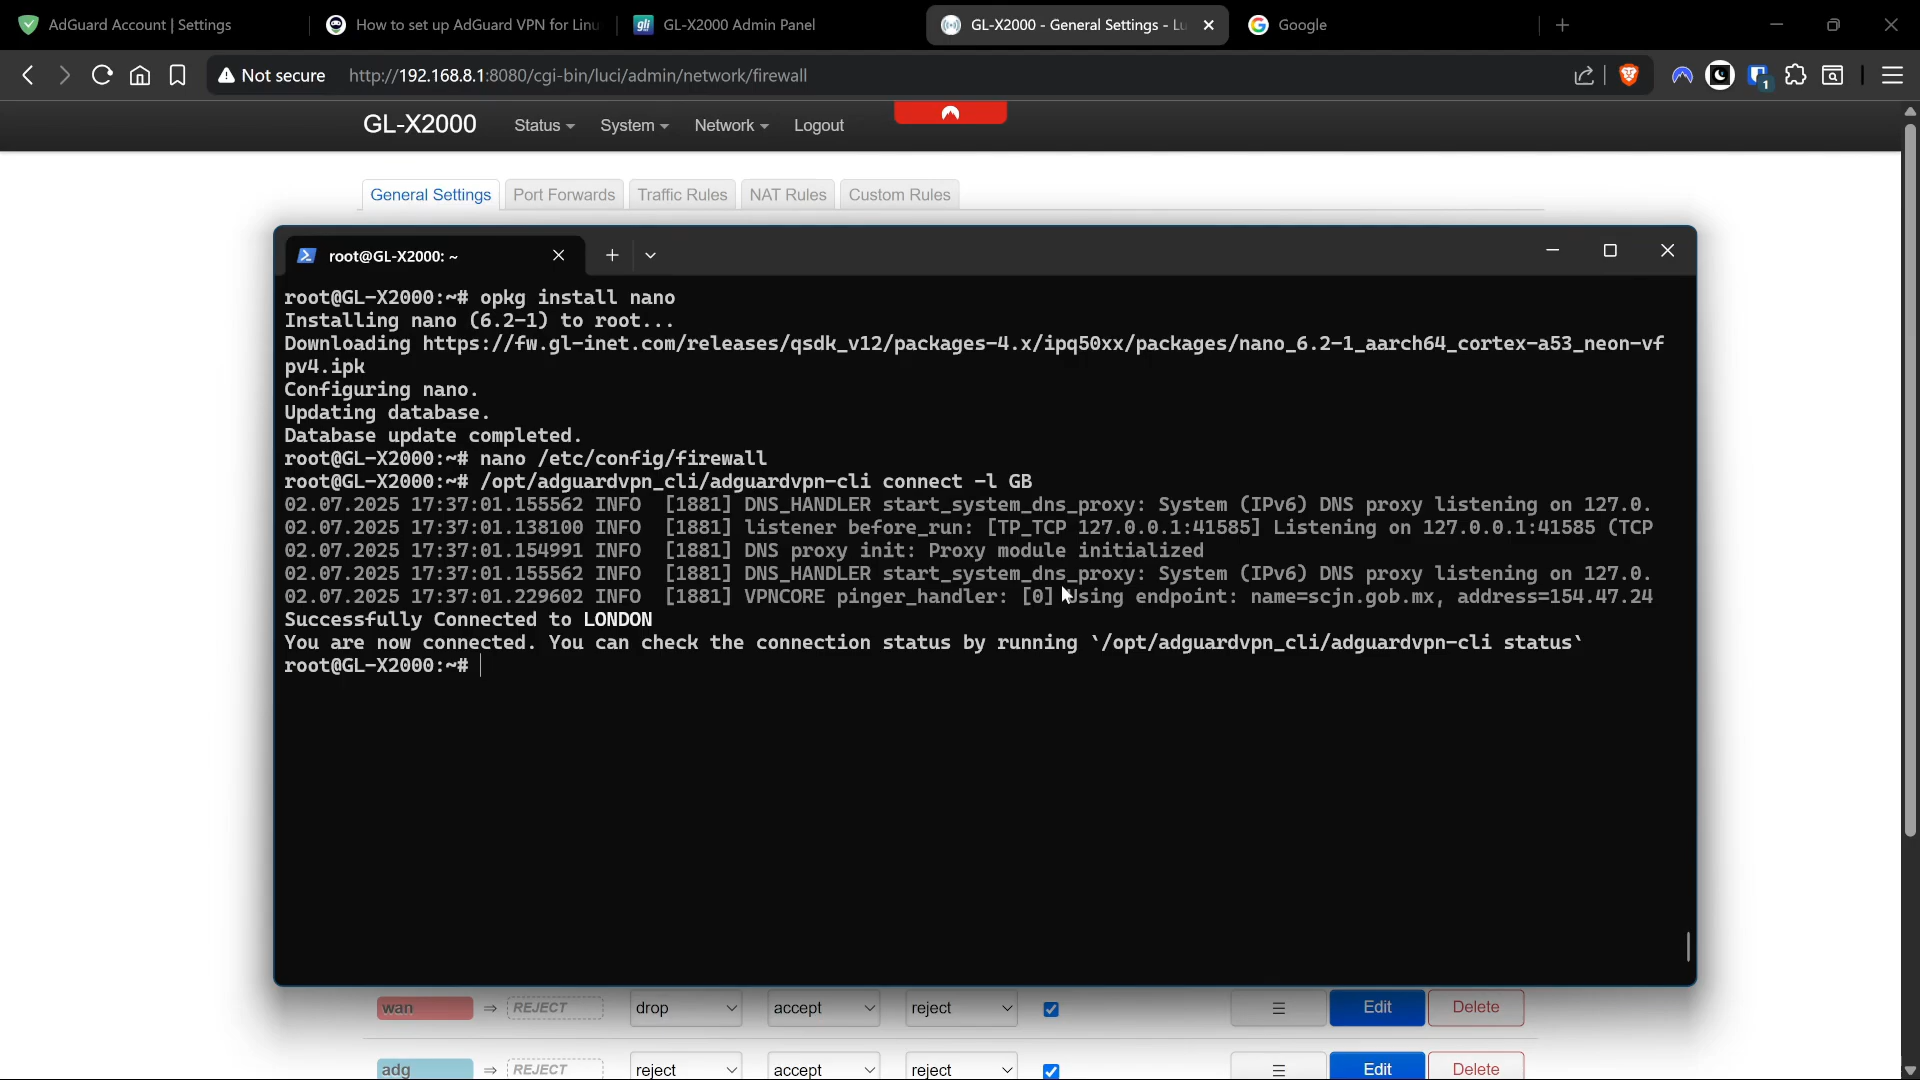 AdGuard Account | Settings
How to set up AdGuard VPN for Linu
gli GL-X2000 Admin Panel
GL-X2000 - General Settings - Lu
Google
Not secure http://192.168.8.1:8080/cgi-bin/luci/admin/network/firewall
1
GL-X2000 Status System Network Logout
General Settings Port Forwards Traffic Rules NAT Rules Custom Rules
root@GL-X2000: ~
root@GL-X2000:~# opkg install nano
Installing nano (6.2-1) to root...
Downloading https://fw.gl-inet.com/releases/qsdk_v12/packages-4.x/ipq50xx/packages/nano_6.2-1_aarch64_cortex-a53_neon-vf
pv4.ipk
Configuring nano.
Updating database.
Database update completed.
root@GL-X2000:~# nano /etc/config/firewall
root@GL-X2000:~# /opt/adguardvpn_cli/adguardvpn-cli connect -l GB
02.07.2025 17:37:01.155562 INFO [1881] DNS_HANDLER start_system_dns_proxy: System (IPv6) DNS proxy listening on 127.0.
02.07.2025 17:37:01.138100 INFO [1881] listener before_run: [TP_TCP 127.0.0.1:41585] Listening on 127.0.0.1:41585 (TCP
02.07.2025 17:37:01.154991 INFO [1881] DNS proxy init: Proxy module initialized
02.07.2025 17:37:01.155562 INFO [1881] DNS_HANDLER start_system_dns_proxy: System (IPv6) DNS proxy listening on 127.0.
02.07.2025 17:37:01.229602 INFO [1881] VPNCORE pinger_handler: [0] Using endpoint: name=scjn.gob.mx, address=154.47.24
Successfully Connected to LONDON
You are now connected. You can check the connection status by running `/opt/adguardvpn_cli/adguardvpn-cli status`
root@GL-X2000:~#
wan ⇒ REJECT drop accept reject ☰ Edit Delete
adg ⇒ REJECT reject accept reject ☰ Edit Delete